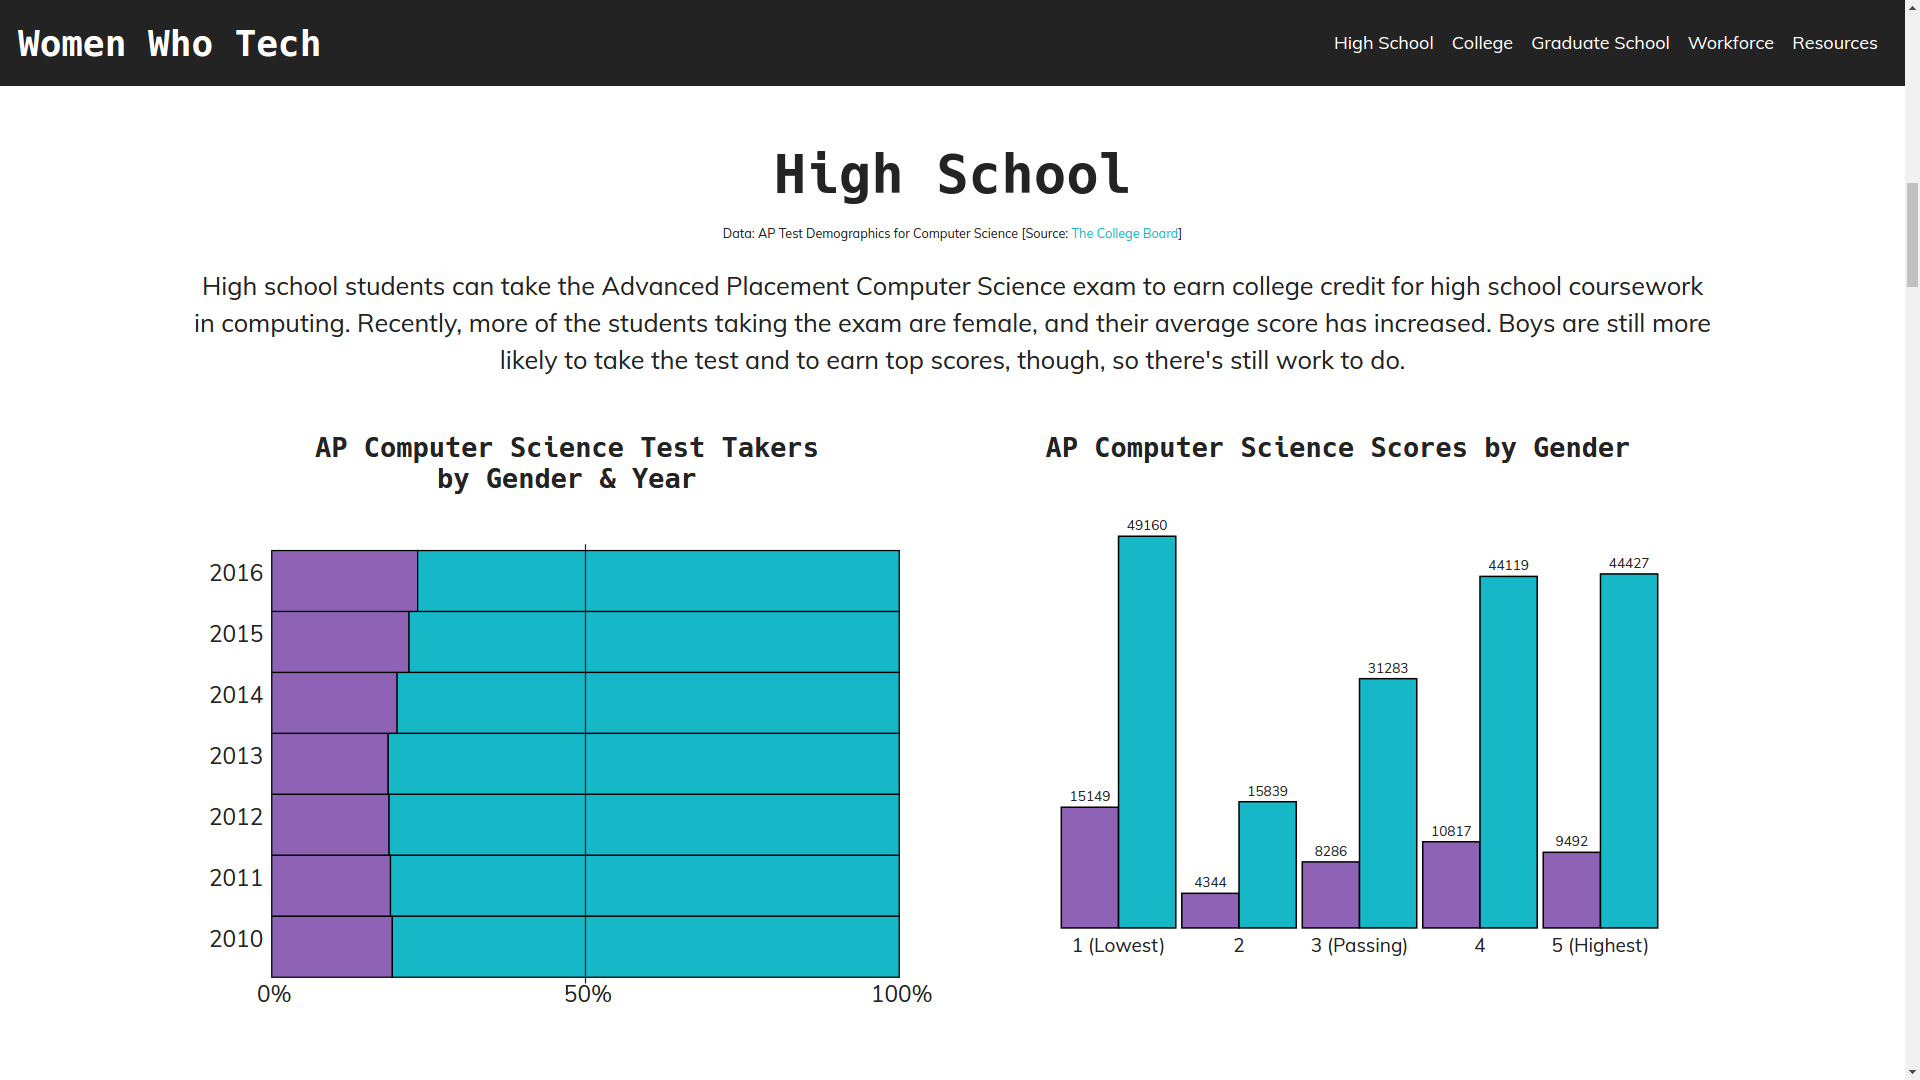 Women Who Tech
High School College Graduate School Workforce Resources
High School
Data: AP Test Demographics for Computer Science [Source: The College Board]
High school students can take the Advanced Placement Computer Science exam to earn college credit for high school coursework
in computing. Recently, more of the students taking the exam are female, and their average score has increased. Boys are still more
likely to take the test and to earn top scores, though, so there's still work to do.
AP Computer Science Test Takers
by Gender & Year
2016
2015
2014
2013
2012
2011
2010
0% 50% 100%
AP Computer Science Scores by Gender
49160
44119
44427
31283
15149
15839
10817
9492
8286
4344
1 (Lowest) 2 3 (Passing) 4 5 (Highest)